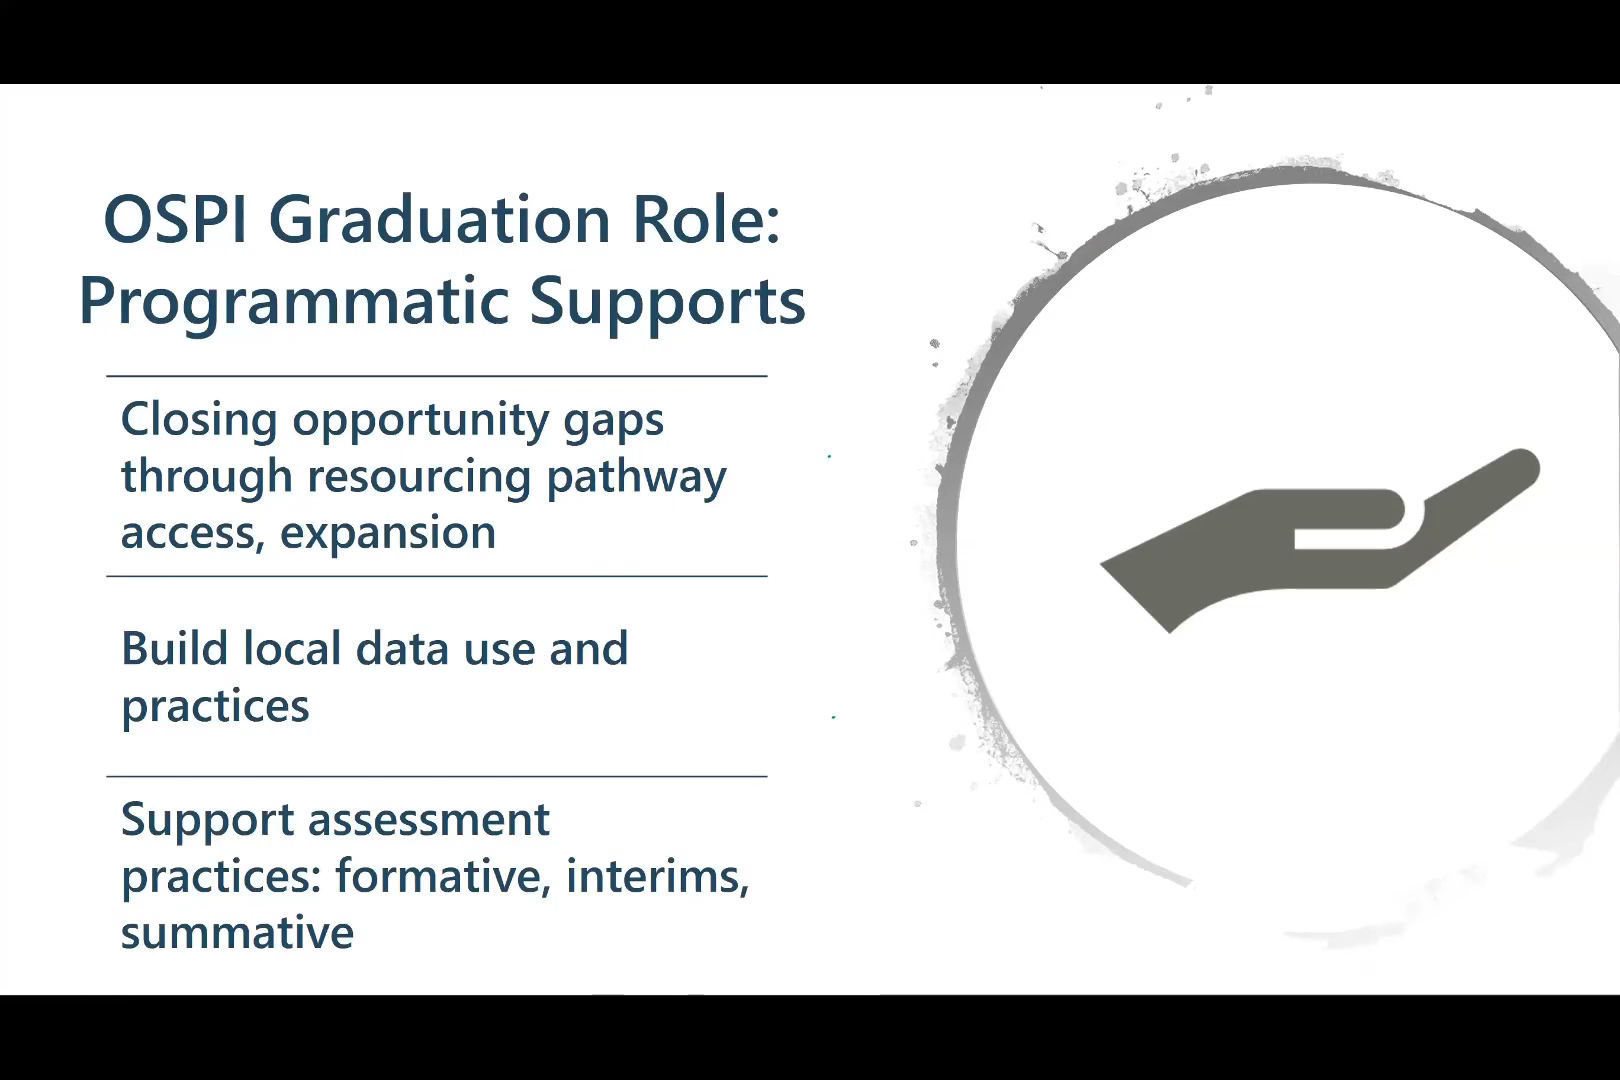 OSPI Graduation Role:
Programmatic Supports
Closing opportunity gaps
through resourcing pathway
access, expansion
Build local data use and
practices
Support assessment
practices: formative, interims,
summative